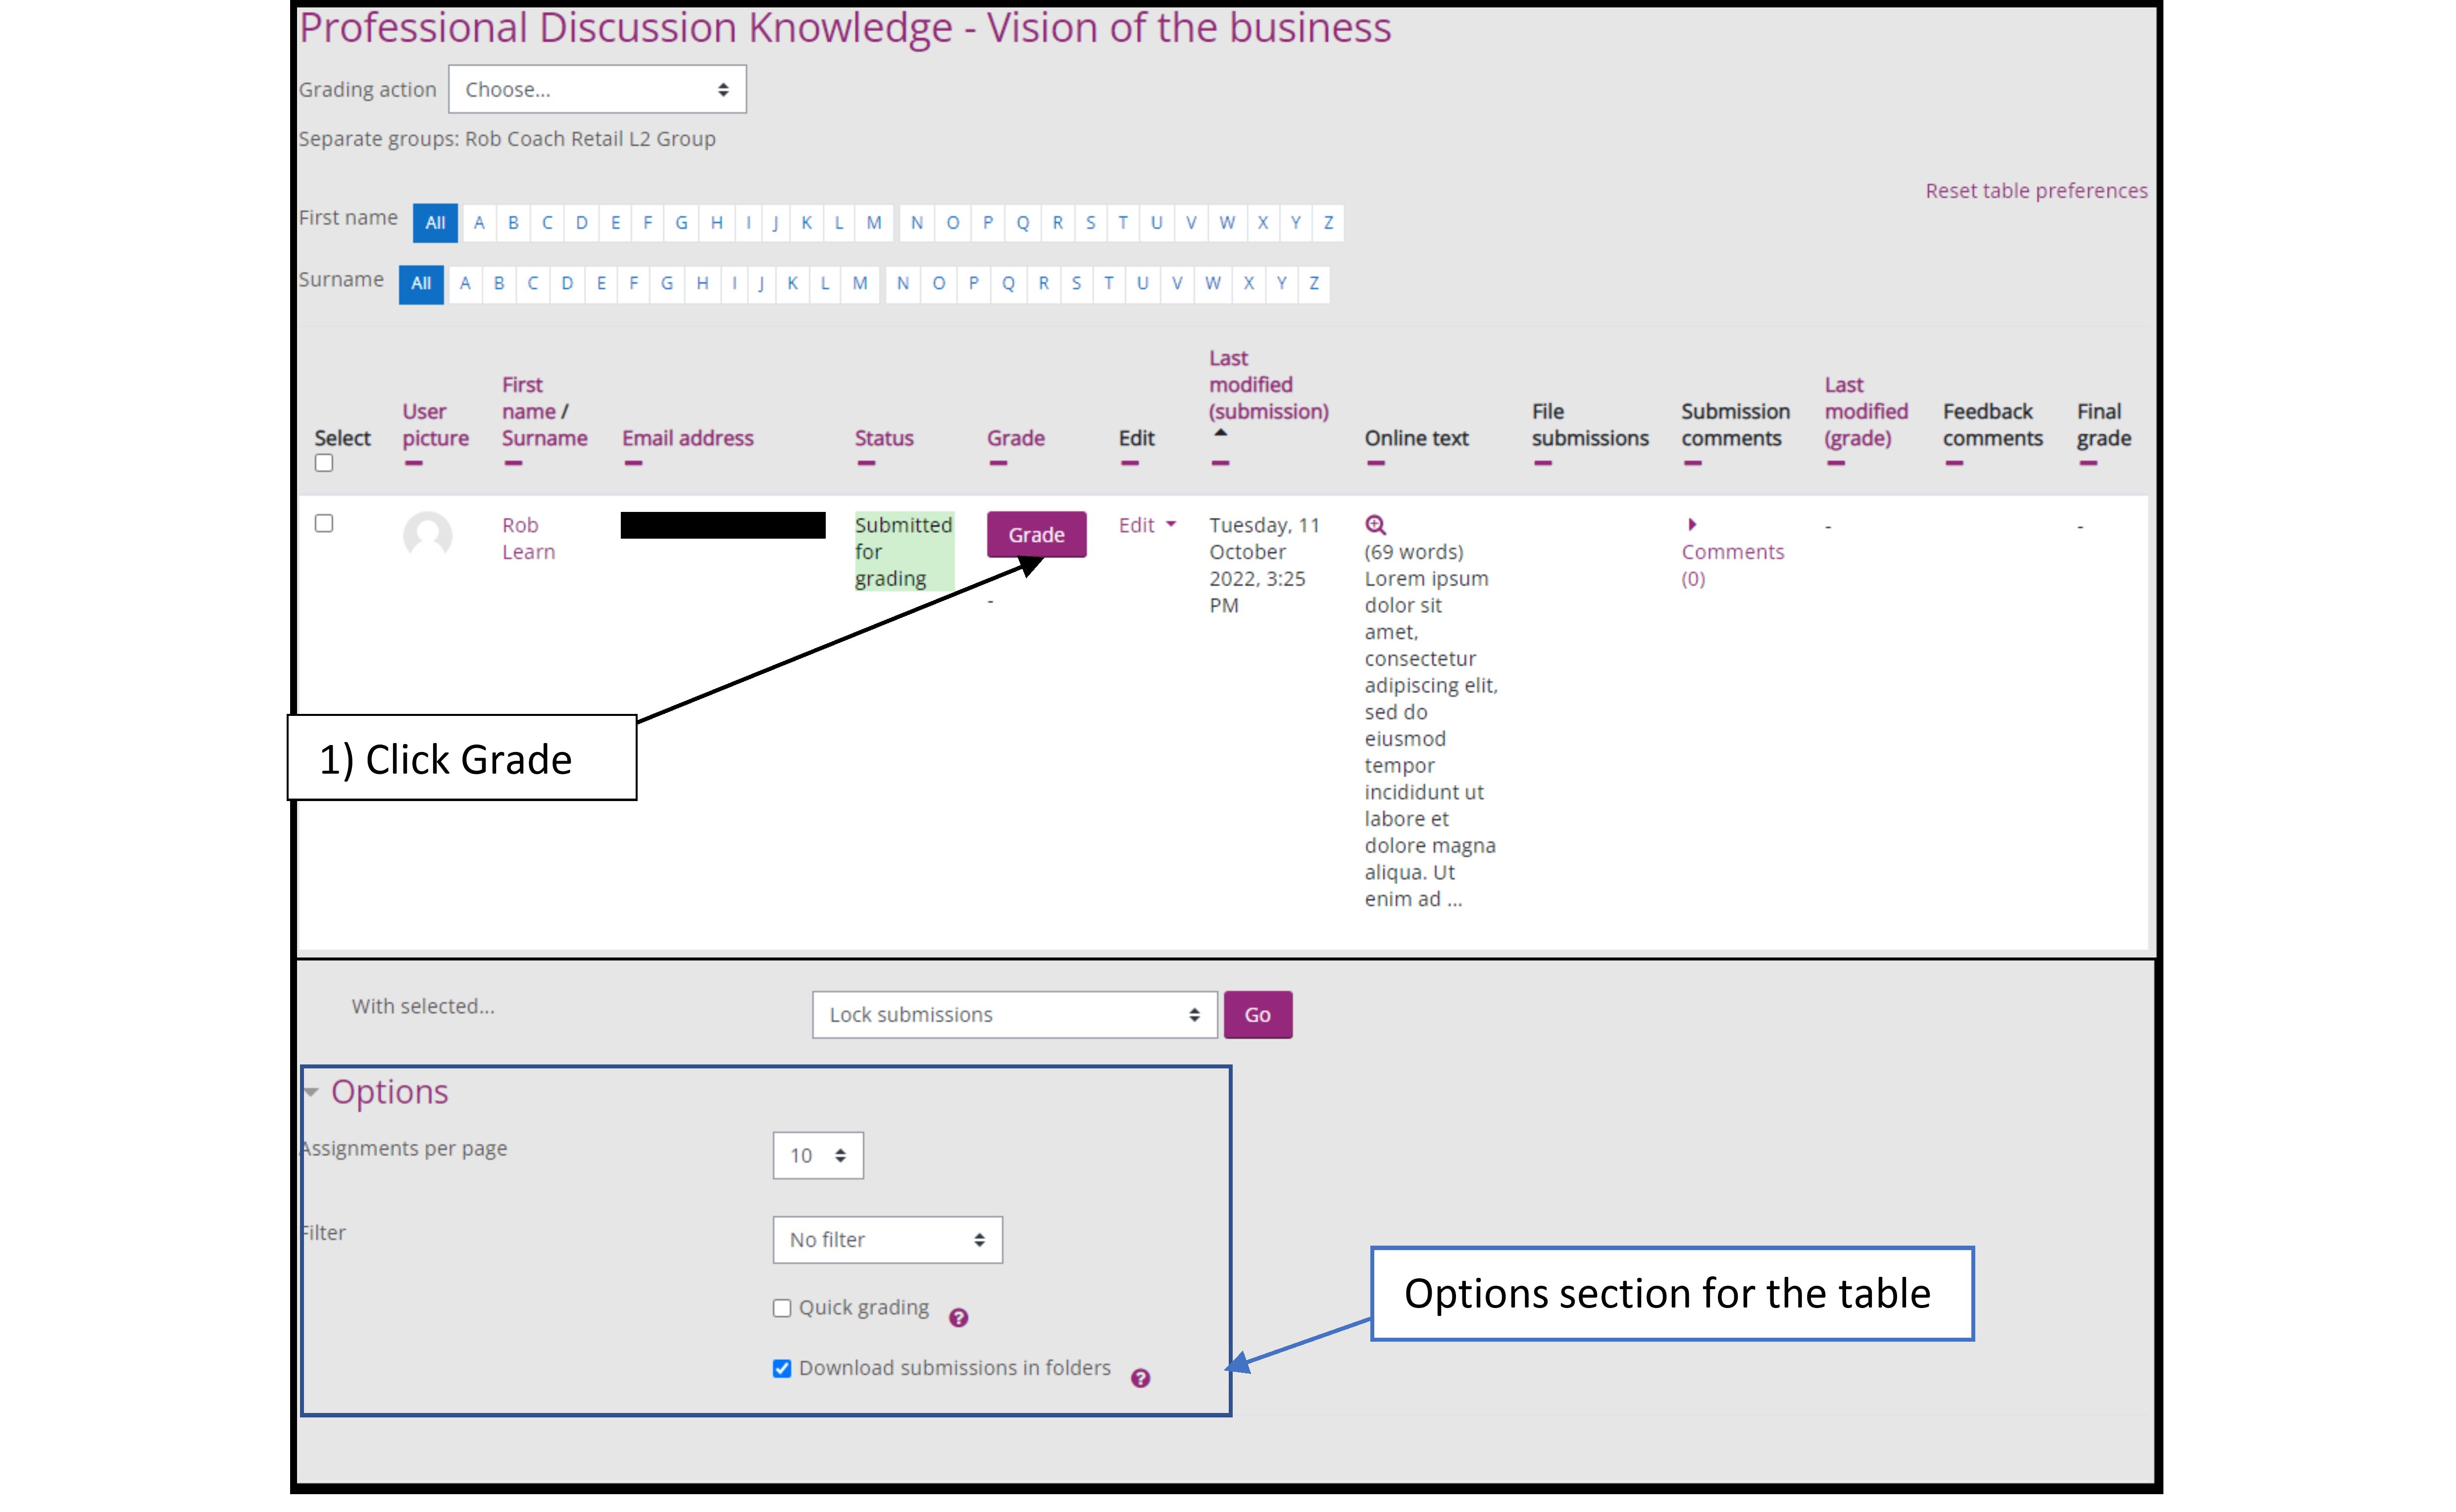 Professional Discussion Knowledge - Vision of the business
Grading action Choose...
Separate groups: Rob Coach Retail L2 Group
Reset table preferences
First name All A B C D E F G H I J K L M N O P Q R S T U V W X Y Z
Surname All A B C D E F G H I J K L M N O P Q R S T U V W X Y Z
Select
User
picture
First
name /
Surname
Email address
Status
Grade
Edit
Last
modified
(submission)
Online text
File
submissions
Submission
comments
Last
modified
(grade)
Feedback
comments
Final
grade
Rob
Learn
Submitted
for
grading
Grade
-
Edit
Tuesday, 11
October
2022, 3:25
PM
(69 words)
Lorem ipsum
dolor sit
amet,
consectetur
adipiscing elit,
sed do
eiusmod
tempor
incididunt ut
labore et
dolore magna
aliqua. Ut
enim ad ...
Comments
(0)
-
-
1) Click Grade
With selected... Lock submissions Go
Options
Assignments per page 10
Filter No filter
Quick grading ?
Download submissions in folders ?
Options section for the table